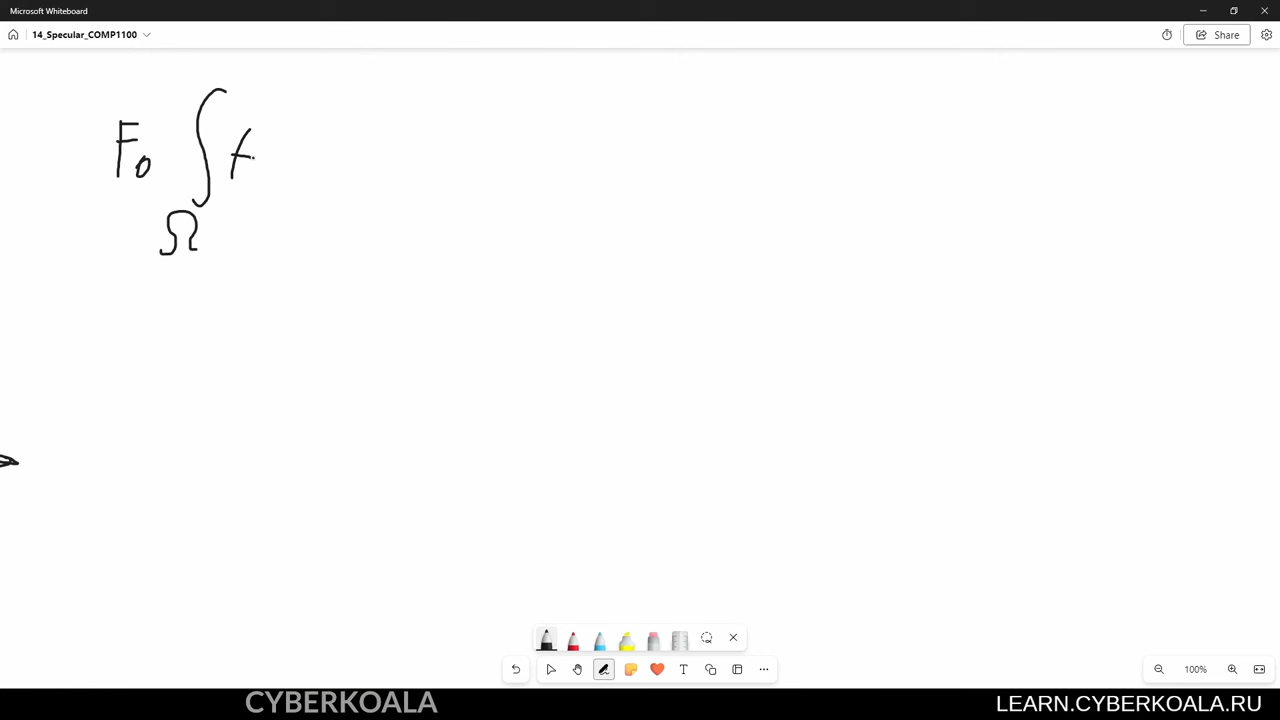 Microsoft Whiteboard
14_Specular_COMP1100
Share
F₀ ∫ f
Ω
T
100%
CYBERKOALA
LEARN.CYBERKOALA.RU